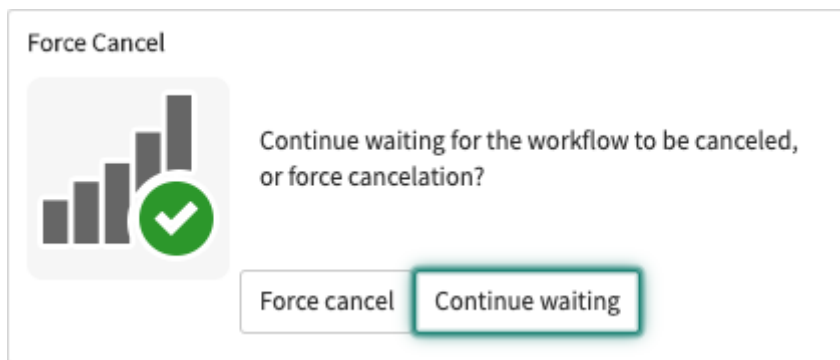 Force Cancel
Continue waiting for the workflow to be canceled,
or force cancelation?
Force cancel
Continue waiting